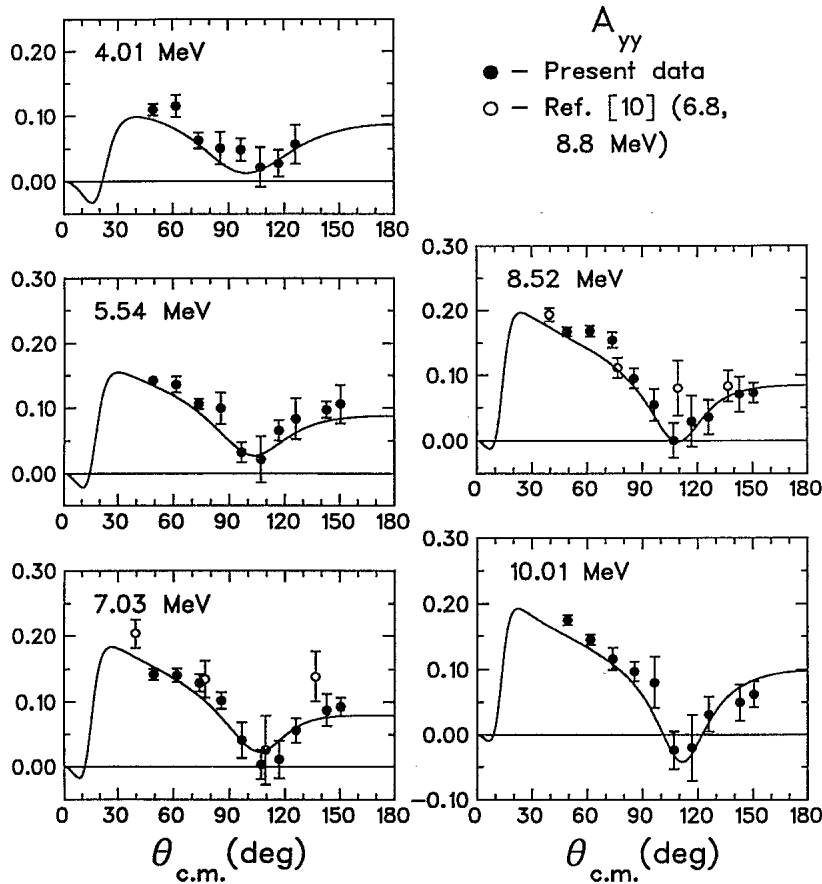 A_yy
● – Present data
○ – Ref. [10] (6.8,
8.8 MeV)
4.01 MeV
0.20
0.10
0.00
0 30 60 90 120 150 180
5.54 MeV
0.30
0.20
0.10
0.00
0 30 60 90 120 150 180
7.03 MeV
0.30
0.20
0.10
0.00
0 30 60 90 120 150 180
θ_c.m. (deg)
8.52 MeV
0.30
0.20
0.10
0.00
0 30 60 90 120 150 180
10.01 MeV
0.30
0.20
0.10
0.00
−0.10
0 30 60 90 120 150 180
θ_c.m. (deg)